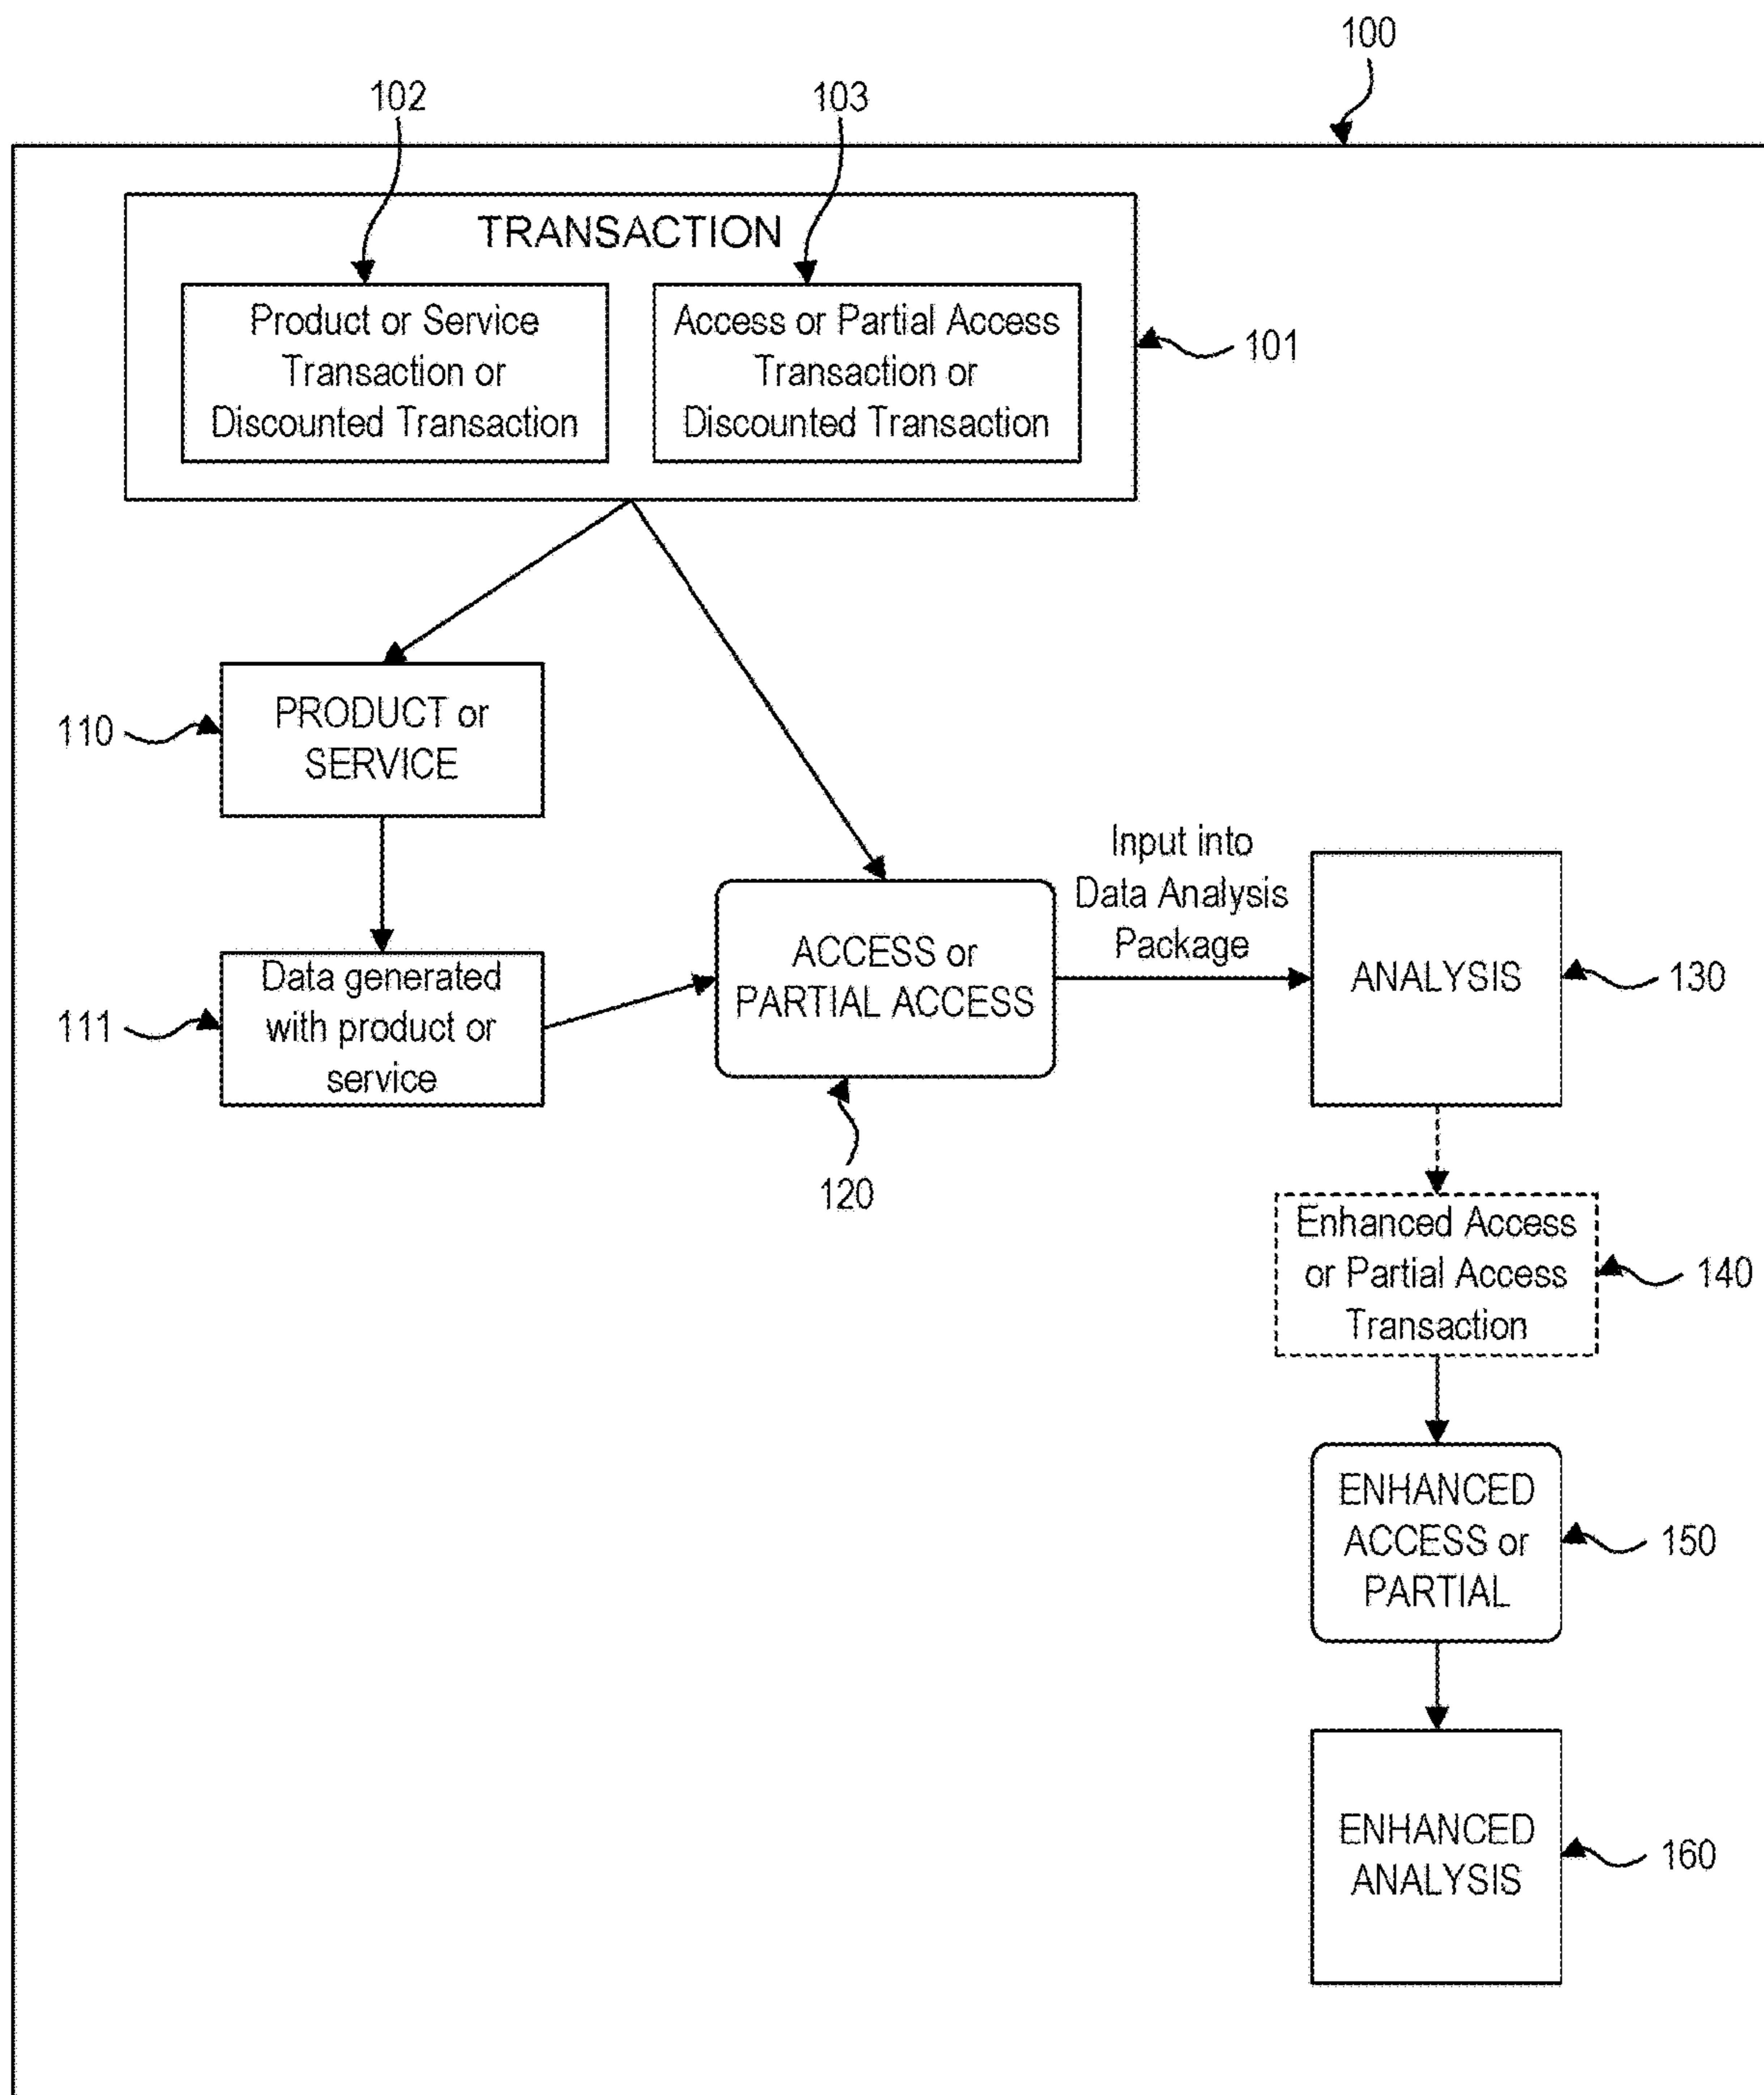 100
102
103
TRANSACTION
Product or Service
Transaction or
Discounted Transaction
Access or Partial Access
Transaction or
Discounted Transaction
101
110
PRODUCT or
SERVICE
111
Data generated
with product or
service
ACCESS or
PARTIAL ACCESS
120
Input into
Data Analysis
Package
ANALYSIS
130
Enhanced Access
or Partial Access
Transaction
140
ENHANCED
ACCESS or
PARTIAL
150
ENHANCED
ANALYSIS
160